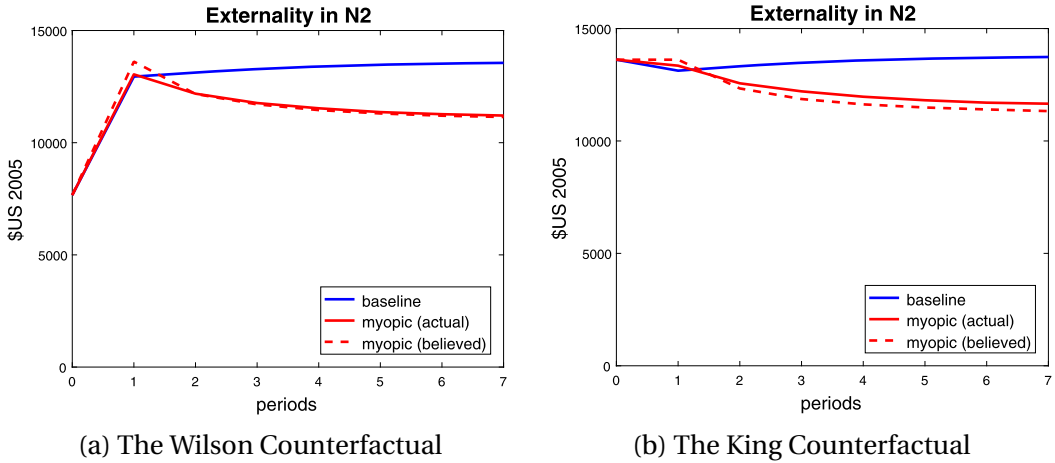 Externality in N2
15000
10000
5000
0
$US 2005
0 1 2 3 4 5 6 7
periods
baseline
myopic (actual)
myopic (believed)
(a) The Wilson Counterfactual
Externality in N2
15000
10000
5000
0
$US 2005
0 1 2 3 4 5 6 7
periods
baseline
myopic (actual)
myopic (believed)
(b) The King Counterfactual